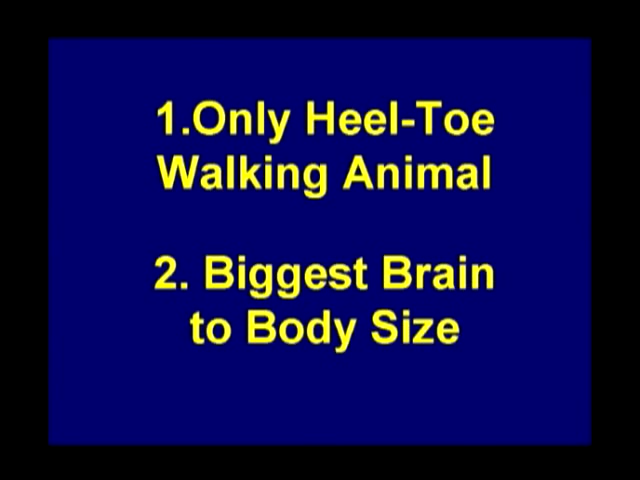 1.Only Heel-Toe
Walking Animal
2. Biggest Brain
to Body Size